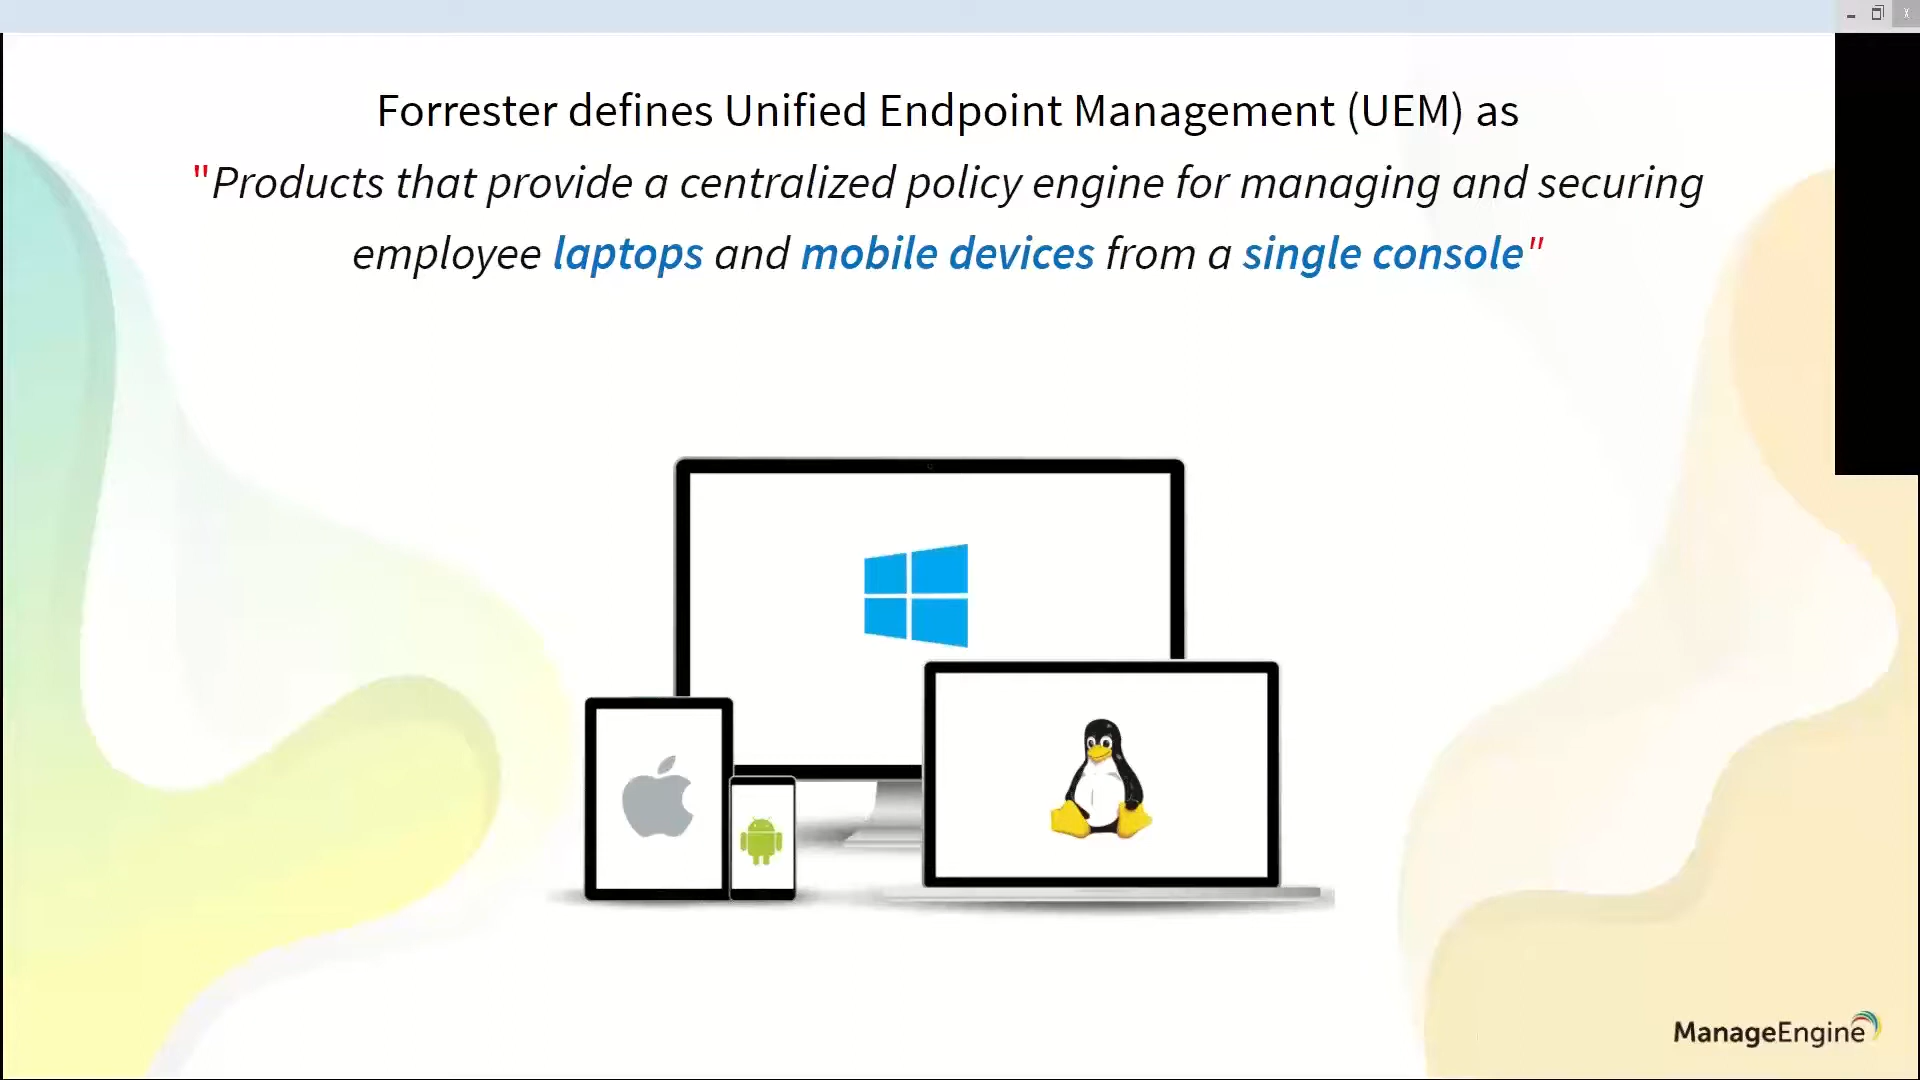 Forrester defines Unified Endpoint Management (UEM) as
"Products that provide a centralized policy engine for managing and securing
employee laptops and mobile devices from a single console"
ManageEngine